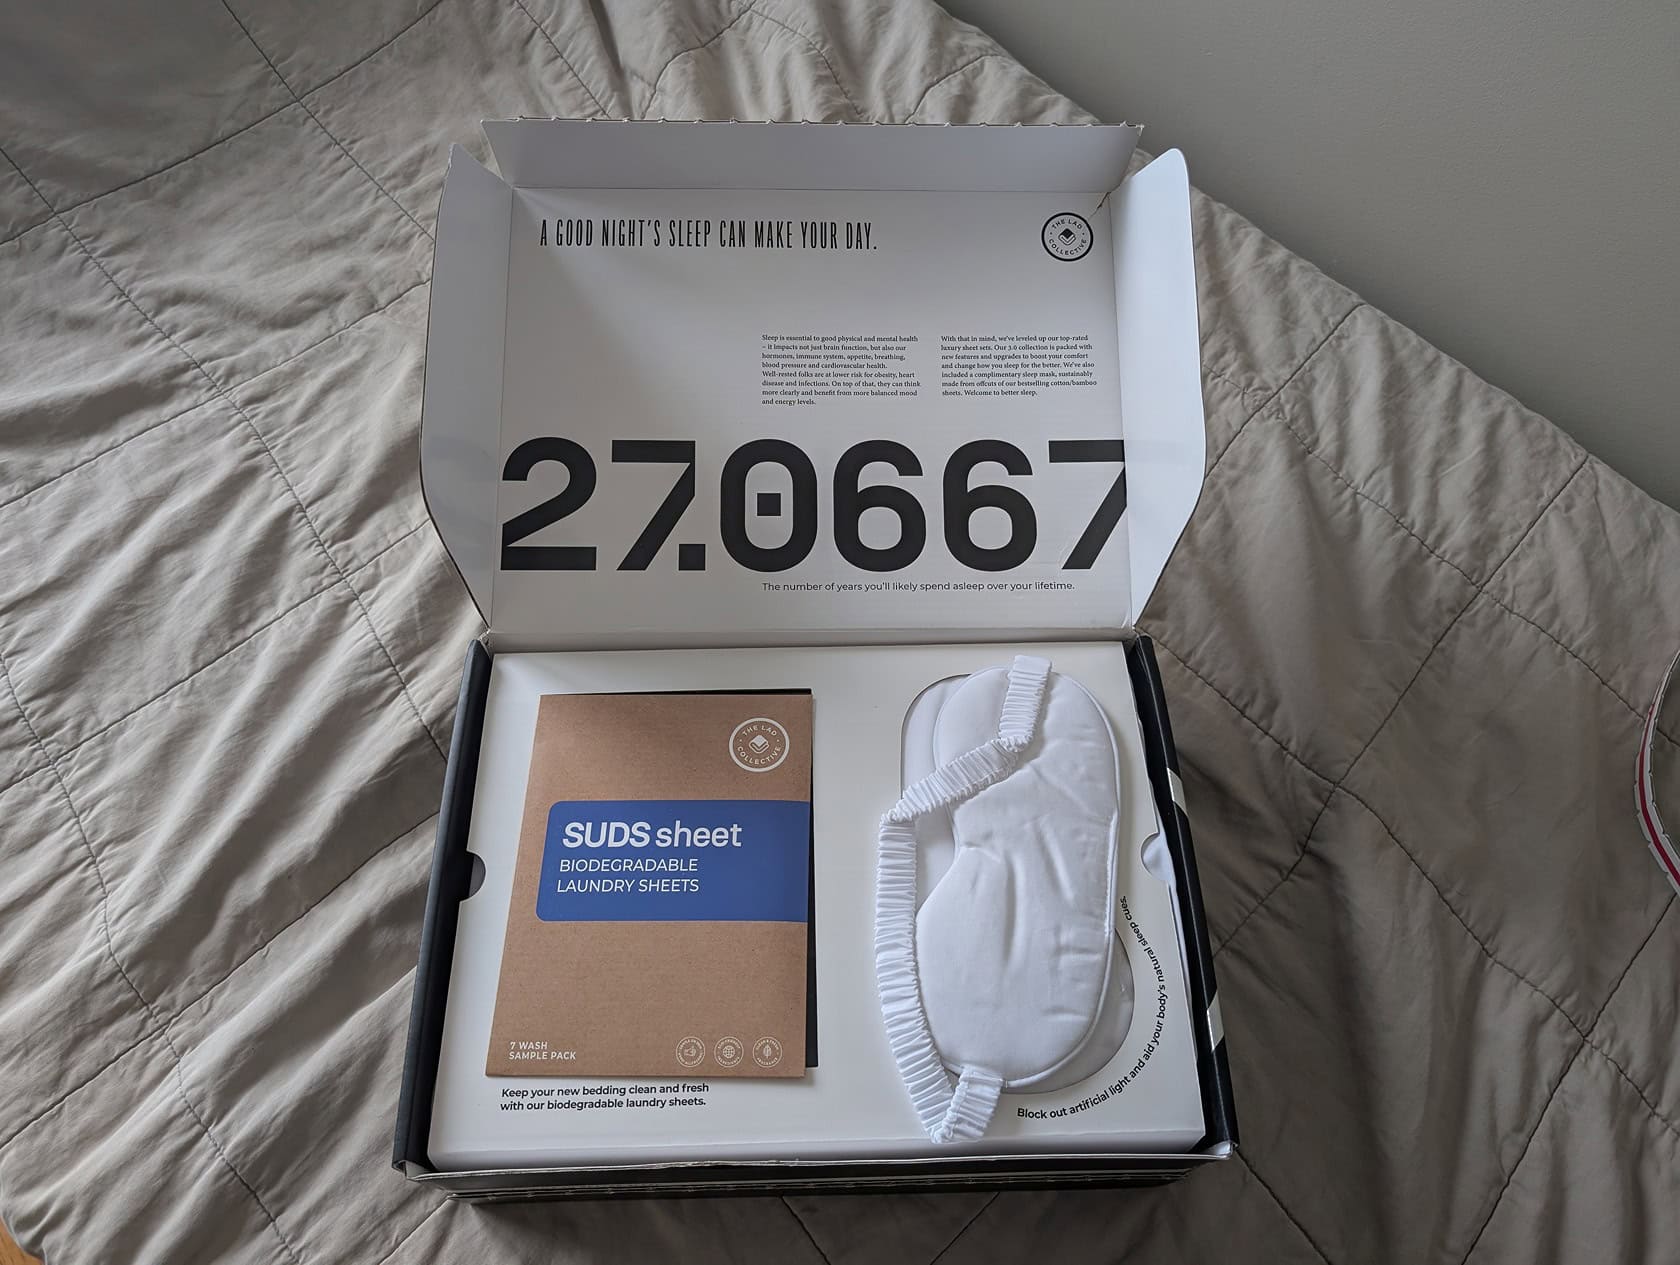 A GOOD NIGHT'S SLEEP CAN MAKE YOUR DAY.
THE LAD
COLLECTIVE
Sleep is essential to good physical and mental health
– it impacts not just brain function, but also our
hormones, immune system, appetite, breathing,
blood pressure and cardiovascular health.
Well-rested folks are at lower risk for obesity, heart
disease and infections. On top of that, they can think
more clearly and benefit from more balanced mood
and energy levels.
With that in mind, we've leveled up our top-rated
luxury sheet sets. Our 3.0 collection is packed with
new features and upgrades to boost your comfort
and change how you sleep for the better. We've also
included a complimentary sleep mask, sustainably
made from offcuts of our bestselling cotton/bamboo
sheets. Welcome to better sleep.
27.0667
The number of years you'll likely spend asleep over your lifetime.
THE LAD
COLLECTIVE
SUDS sheet
BIODEGRADABLE
LAUNDRY SHEETS
7 WASH
SAMPLE PACK
Keep your new bedding clean and fresh
with our biodegradable laundry sheets.
Block out artificial light and aid your body's natural sleep cues.